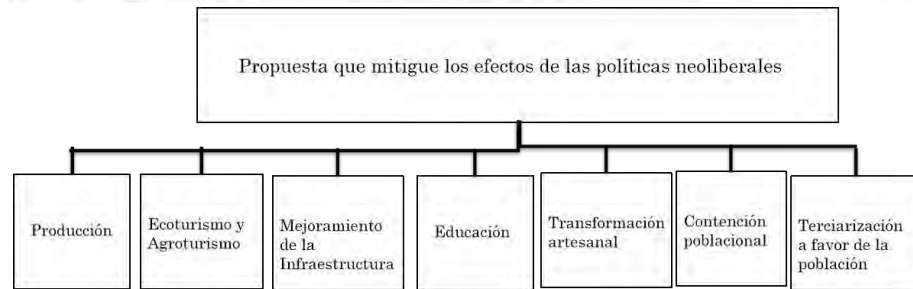 Propuesta que mitigue los efectos de las políticas neoliberales
Producción
Ecoturismo y
Agroturismo
Mejoramiento
de la
Infraestructura
Educación
Transformación
artesanal
Contención
poblacional
Terciarización
a favor de la
población